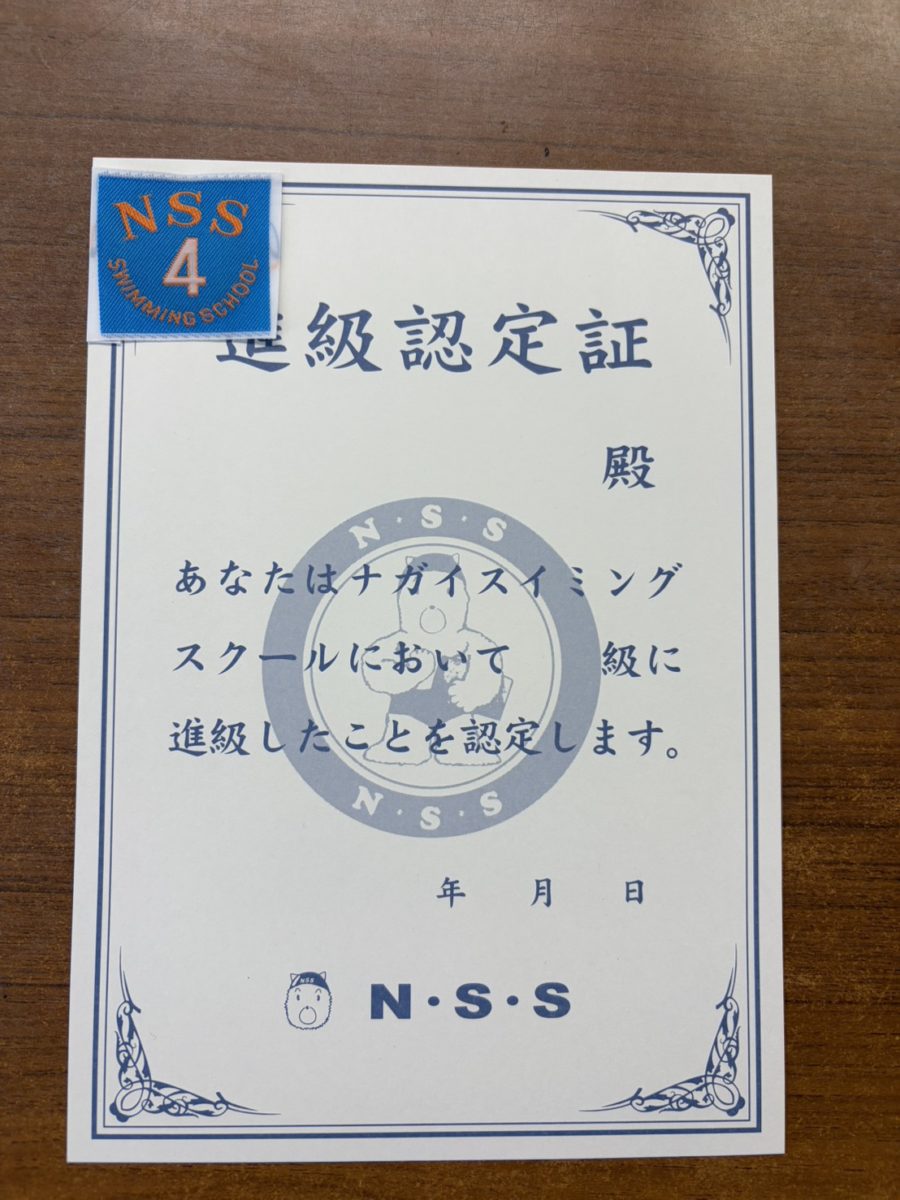 NSS
4
SWIMMING SCHOOL
進級認定証
殿
N・S・S
あなたはナガイスイミング
スクールにおいて　　級に
進級したことを認定します。
N・S・S
年　　月　　日
NSS
N・S・S